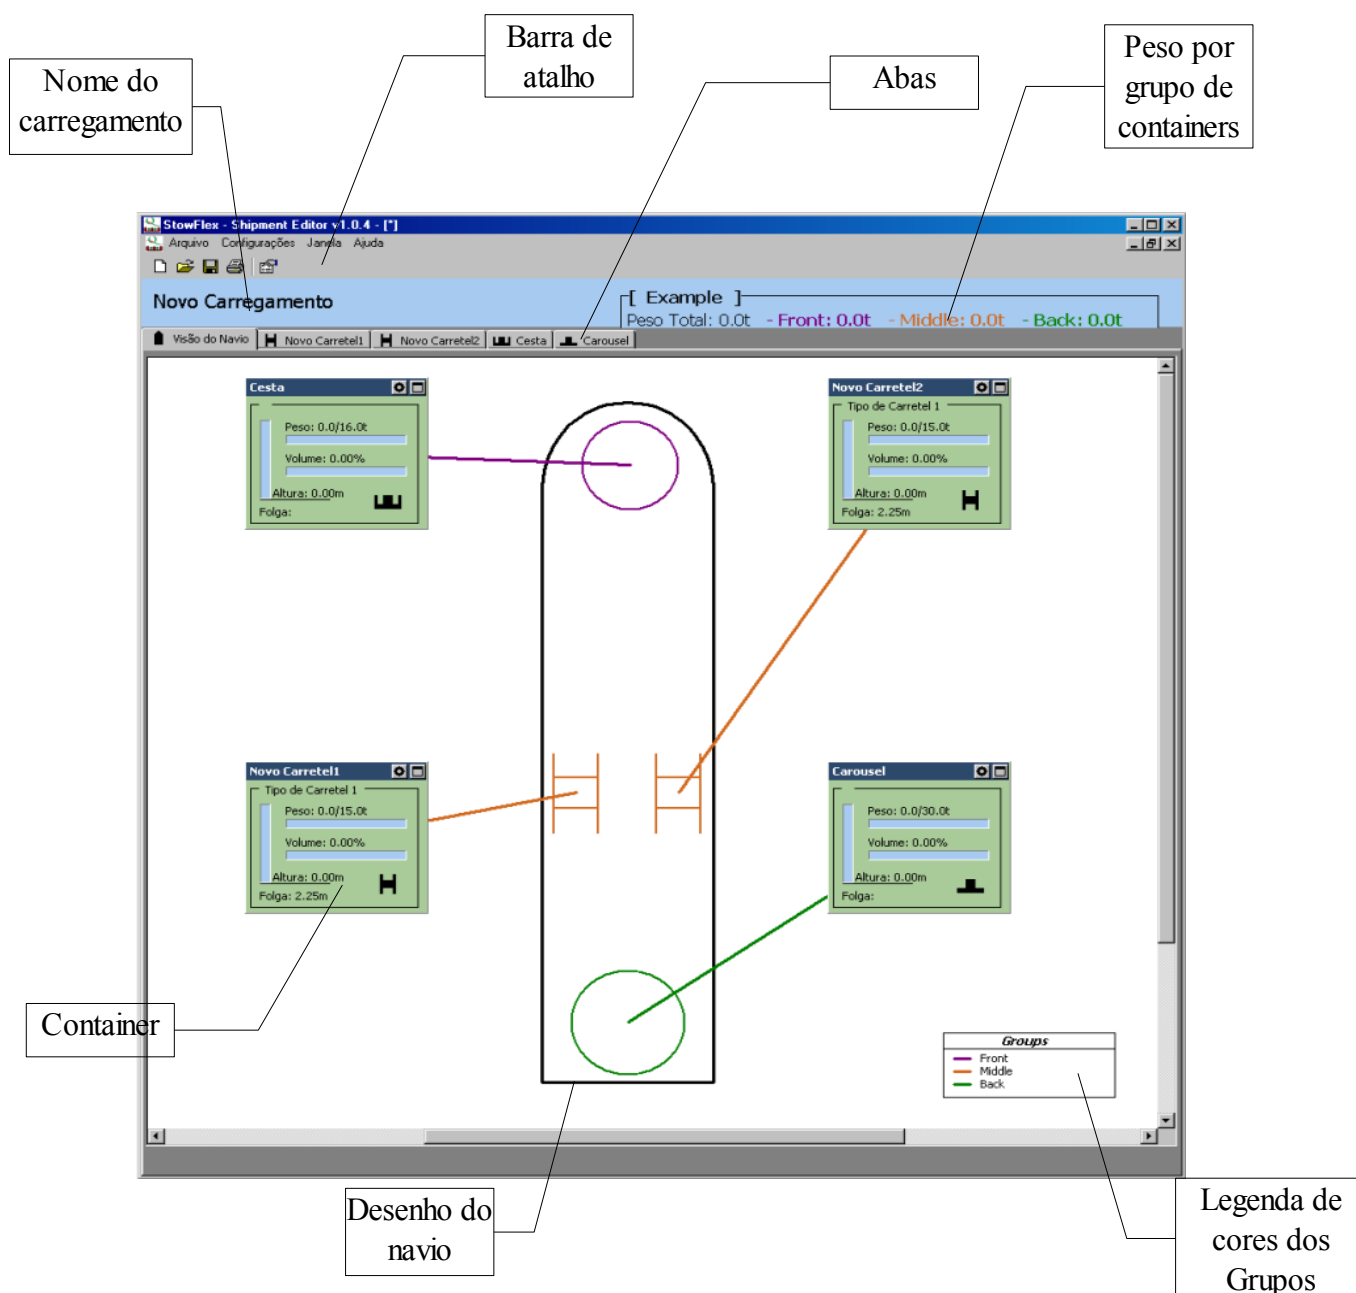 Barra de
atalho
Peso por
grupo de
containers
Nome do
carregamento
Abas
StowFlex - Shipment Editor v1.0.4 - [*]
Arquivo Configurações Janela Ajuda
Novo Carregamento
[ Example ]
Peso Total: 0.0t - Front: 0.0t - Middle: 0.0t - Back: 0.0t
Visão do Navio Novo Carretel1 Novo Carretel2 Cesta Carousel
Cesta
Peso: 0.0/16.0t
Volume: 0.00%
Altura: 0.00m
Folga:
Novo Carretel2
Tipo de Carretel 1
Peso: 0.0/15.0t
Volume: 0.00%
Altura: 0.00m
Folga: 2.25m
Novo Carretel1
Tipo de Carretel 1
Peso: 0.0/15.0t
Volume: 0.00%
Altura: 0.00m
Folga: 2.25m
Carousel
Peso: 0.0/30.0t
Volume: 0.00%
Altura: 0.00m
Folga:
Container
Groups
Front
Middle
Back
Desenho do
navio
Legenda de
cores dos
Grupos